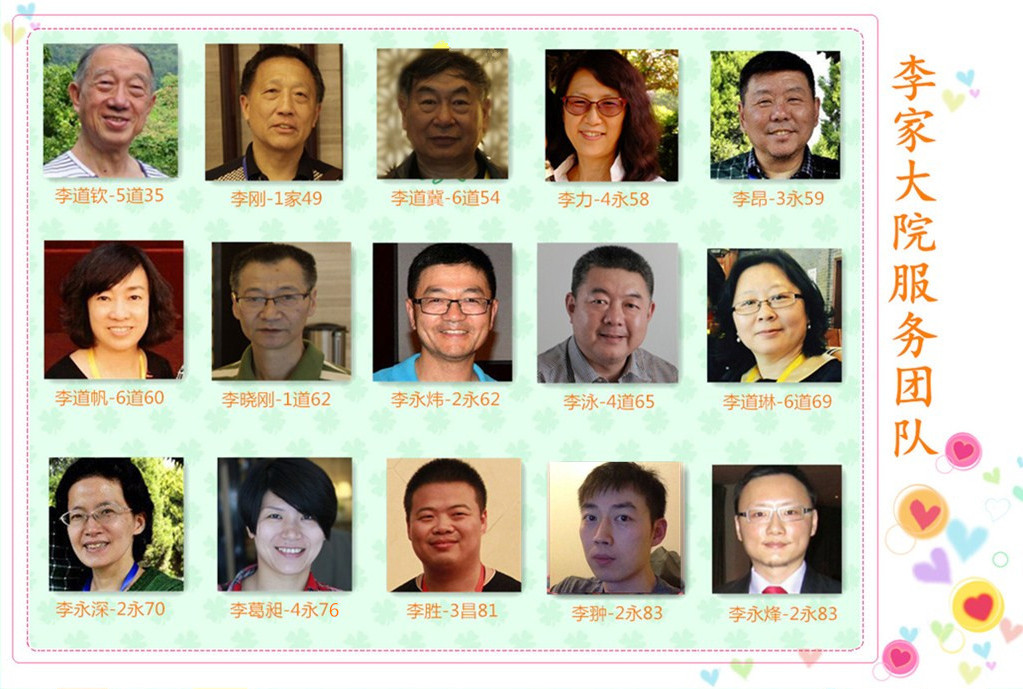 李道钦-5道35
李刚-1家49
李道冀-6道54
李力-4永58
李昂-3永59
李道帆-6道60
李晓刚-1道62
李永炜-2永62
李泳-4道65
李道琳-6道69
李永深-2永70
李葛昶-4永76
李胜-3昌81
李翀-2永83
李永烽-2永83
李家大院服务团队